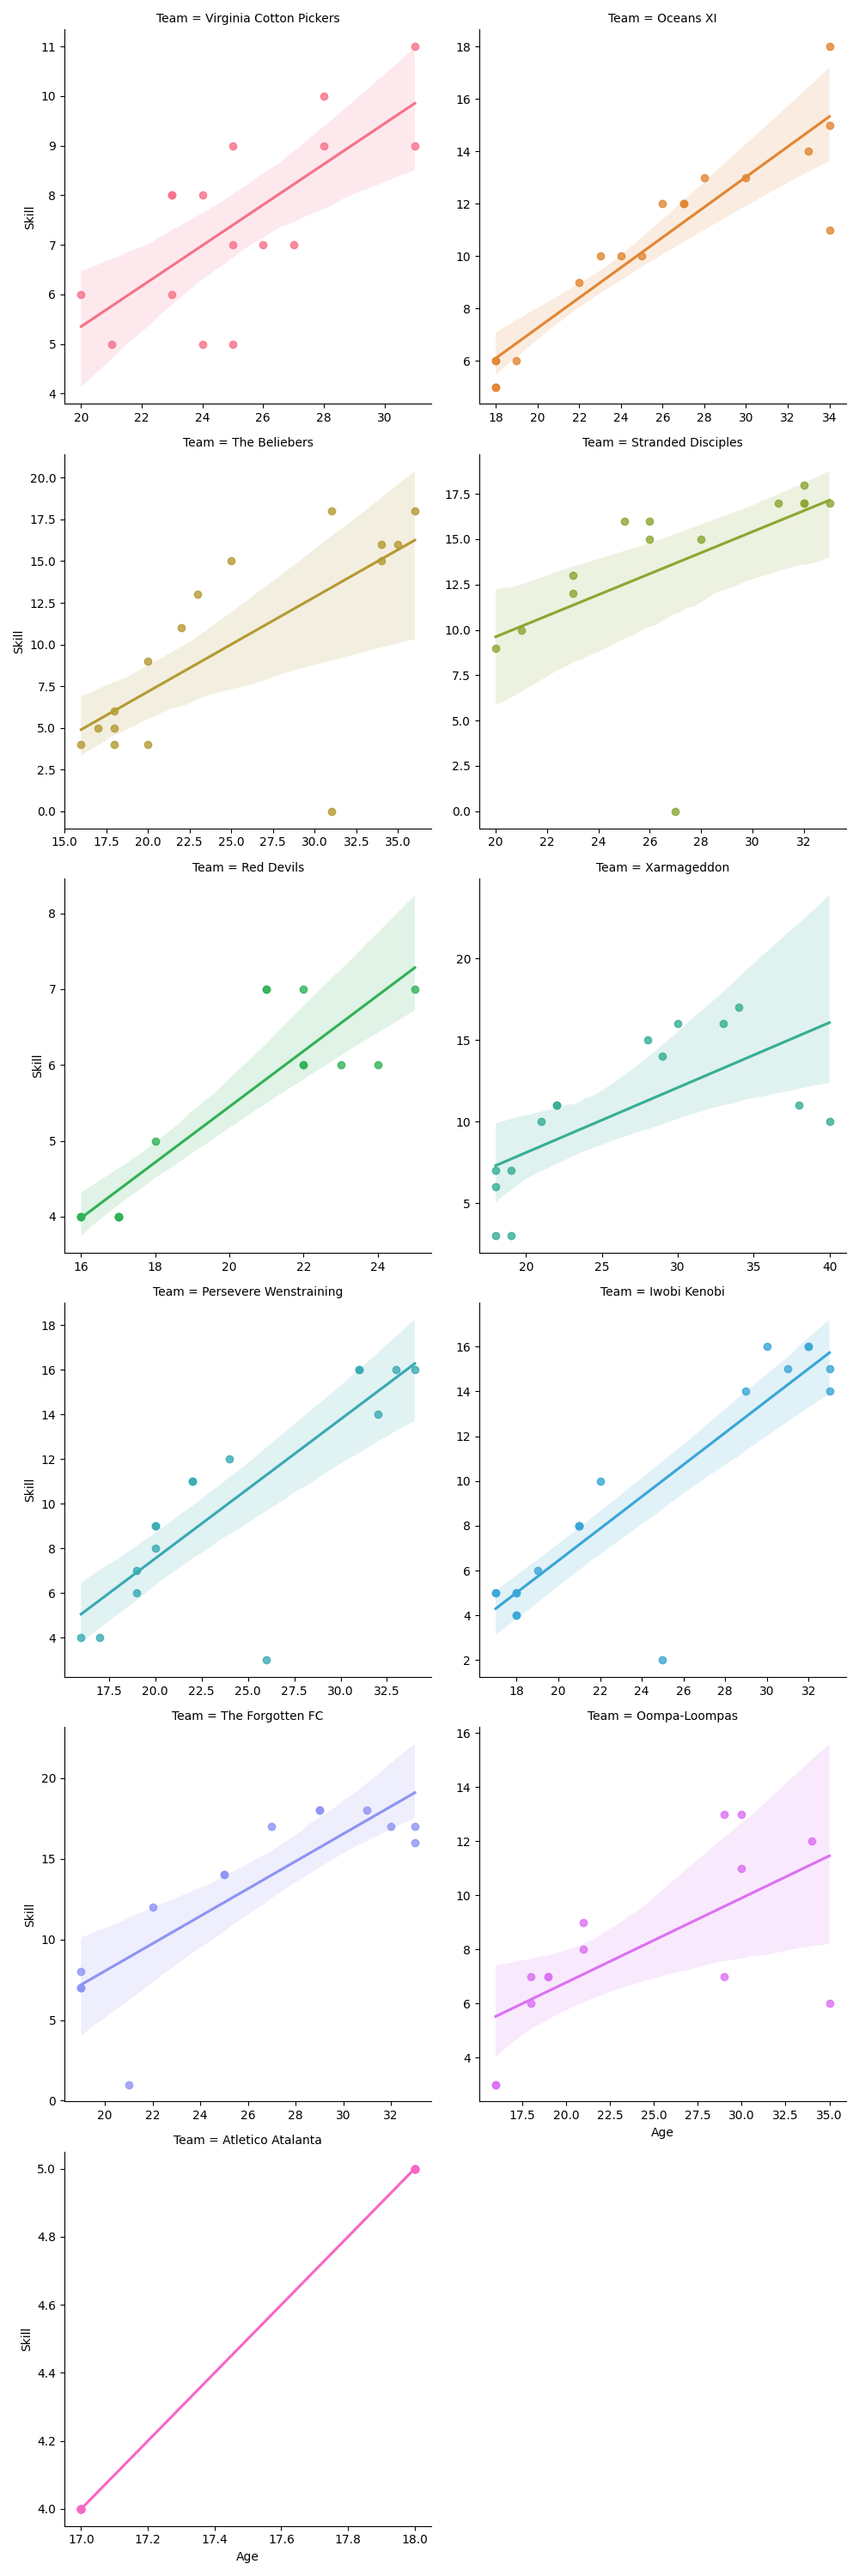 Team = Virginia Cotton Pickers
Team = Oceans XI
11
10
9
8
7
6
5
4
Skill
20 22 24 26 28 30
18
16
14
12
10
8
6
18 20 22 24 26 28 30 32 34
Team = The Beliebers
Team = Stranded Disciples
20.0
17.5
15.0
12.5
10.0
7.5
5.0
2.5
0.0
Skill
15.0 17.5 20.0 22.5 25.0 27.5 30.0 32.5 35.0
17.5
15.0
12.5
10.0
7.5
5.0
2.5
0.0
20 22 24 26 28 30 32
Team = Red Devils
Team = Xarmageddon
8
7
6
5
4
Skill
16 18 20 22 24
20
15
10
5
20 25 30 35 40
Team = Persevere Wenstraining
Team = Iwobi Kenobi
18
16
14
12
10
8
6
4
Skill
17.5 20.0 22.5 25.0 27.5 30.0 32.5
16
14
12
10
8
6
4
2
18 20 22 24 26 28 30 32
Team = The Forgotten FC
Team = Oompa-Loompas
20
15
10
5
0
Skill
20 22 24 26 28 30 32
16
14
12
10
8
6
4
17.5 20.0 22.5 25.0 27.5 30.0 32.5 35.0
Age
Team = Atletico Atalanta
5.0
4.8
4.6
4.4
4.2
4.0
Skill
17.0 17.2 17.4 17.6 17.8 18.0
Age